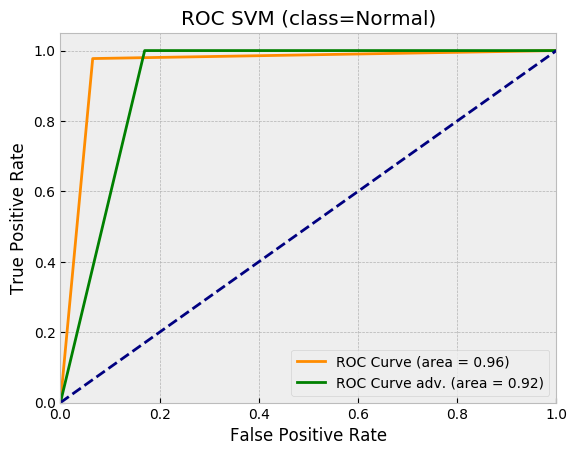 ROC SVM (class=Normal)
1.0
0.8
0.6
0.4
0.2
0.0
True Positive Rate
ROC Curve (area = 0.96)
ROC Curve adv. (area = 0.92)
0.0 0.2 0.4 0.6 0.8 1.0
False Positive Rate